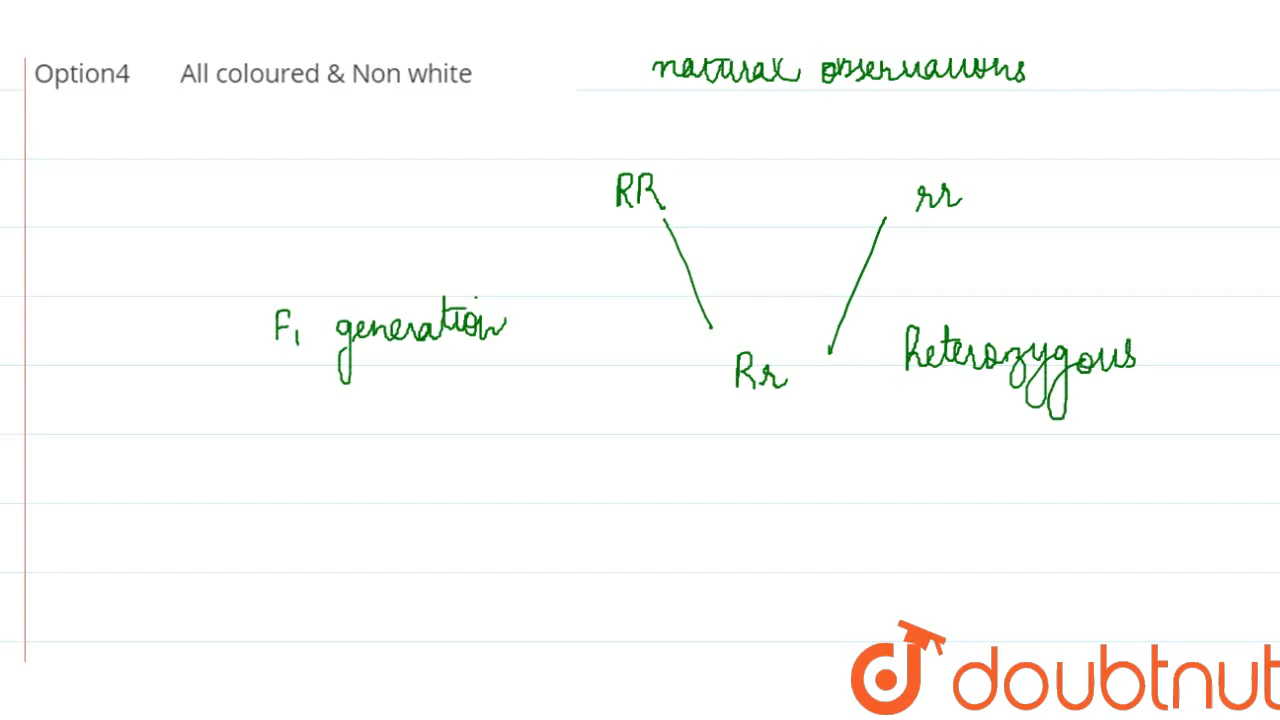 Option4 All coloured & Non white
natural observations
RR rr
F1 generation
Rr heterozygous
doubtnut